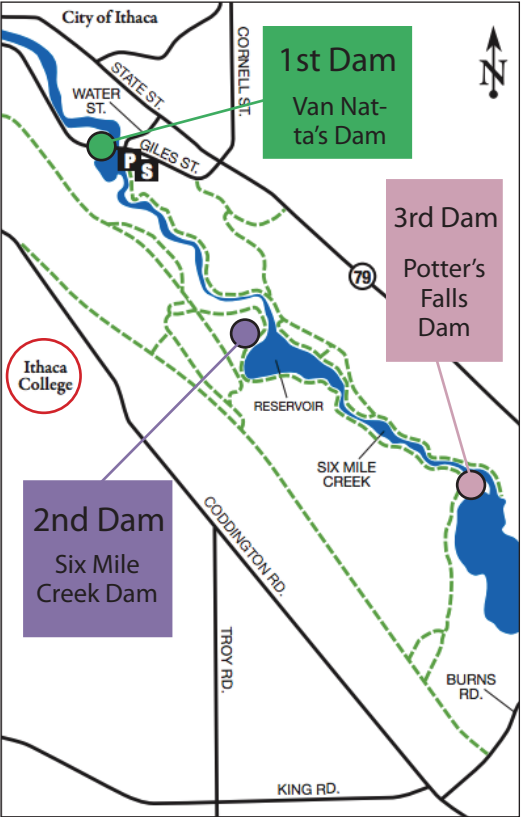 City of Ithaca
STATE ST.
CORNELL ST.
WATER
ST.
GILES ST.
P
S
1st Dam
Van Nat-
ta's Dam
N
3rd Dam
Potter's
Falls
Dam
79
Ithaca
College
RESERVOIR
SIX MILE
CREEK
2nd Dam
Six Mile
Creek Dam
CODDINGTON RD.
TROY RD.
BURNS
RD.
KING RD.